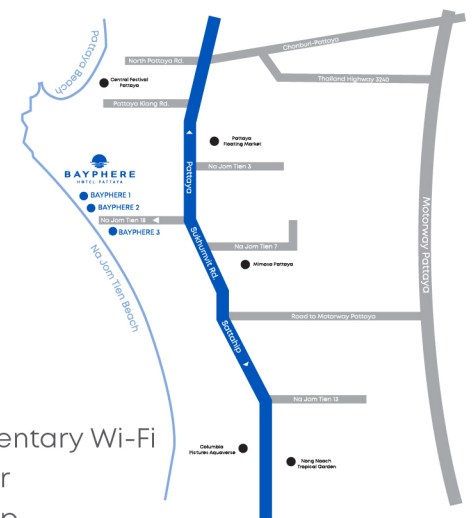 Chonburi-Pattaya
North Pattaya Rd.
Pattaya Beach
Thailand Highway 2240
Central Festival
Pattaya
Pattaya Klang Rd.
Pattaya
Floating Market
Na Jom Tien 3
BAYPHERE
HOTEL PATTAYA
Pattaya
BAYPHERE 1
BAYPHERE 2
Na Jom Tien 18
BAYPHERE 3
Motorway Pattaya
Sukhumvit Rd.
Na Jom Tien 7
Mimosa Pattaya
Na Jom Tien Beach
Road to Motorway Pattaya
Sattahip
Na Jom Tien 13
entary Wi-Fi
Columbia
Pictures Aquaverse
Nong Nooch
Tropical Garden
r